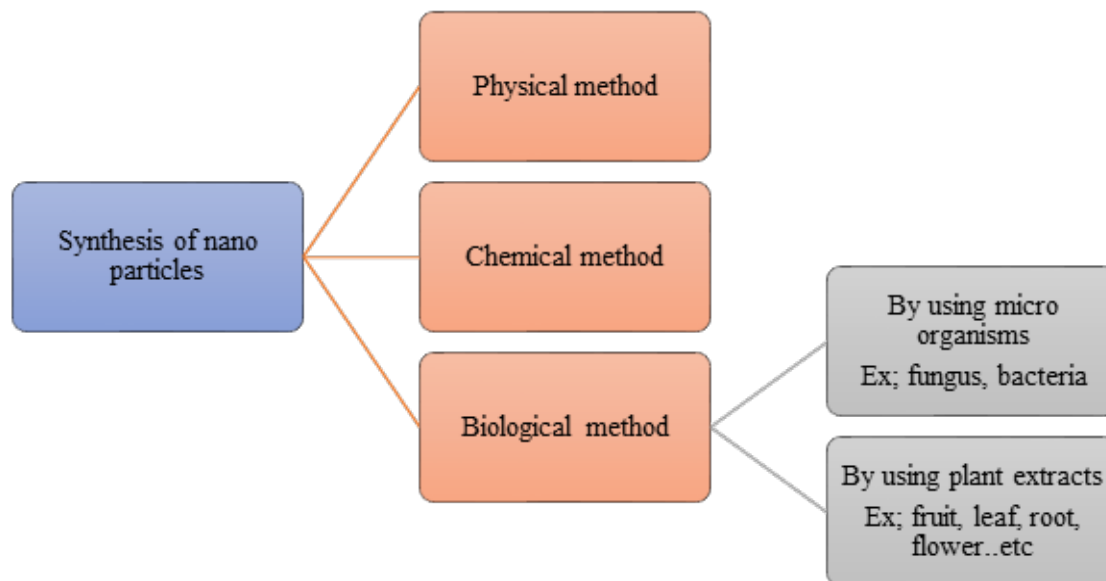 Physical method
Synthesis of nano
particles
Chemical method
Biological method
By using micro
organisms
Ex; fungus, bacteria
By using plant extracts
Ex; fruit, leaf, root,
flower..etc